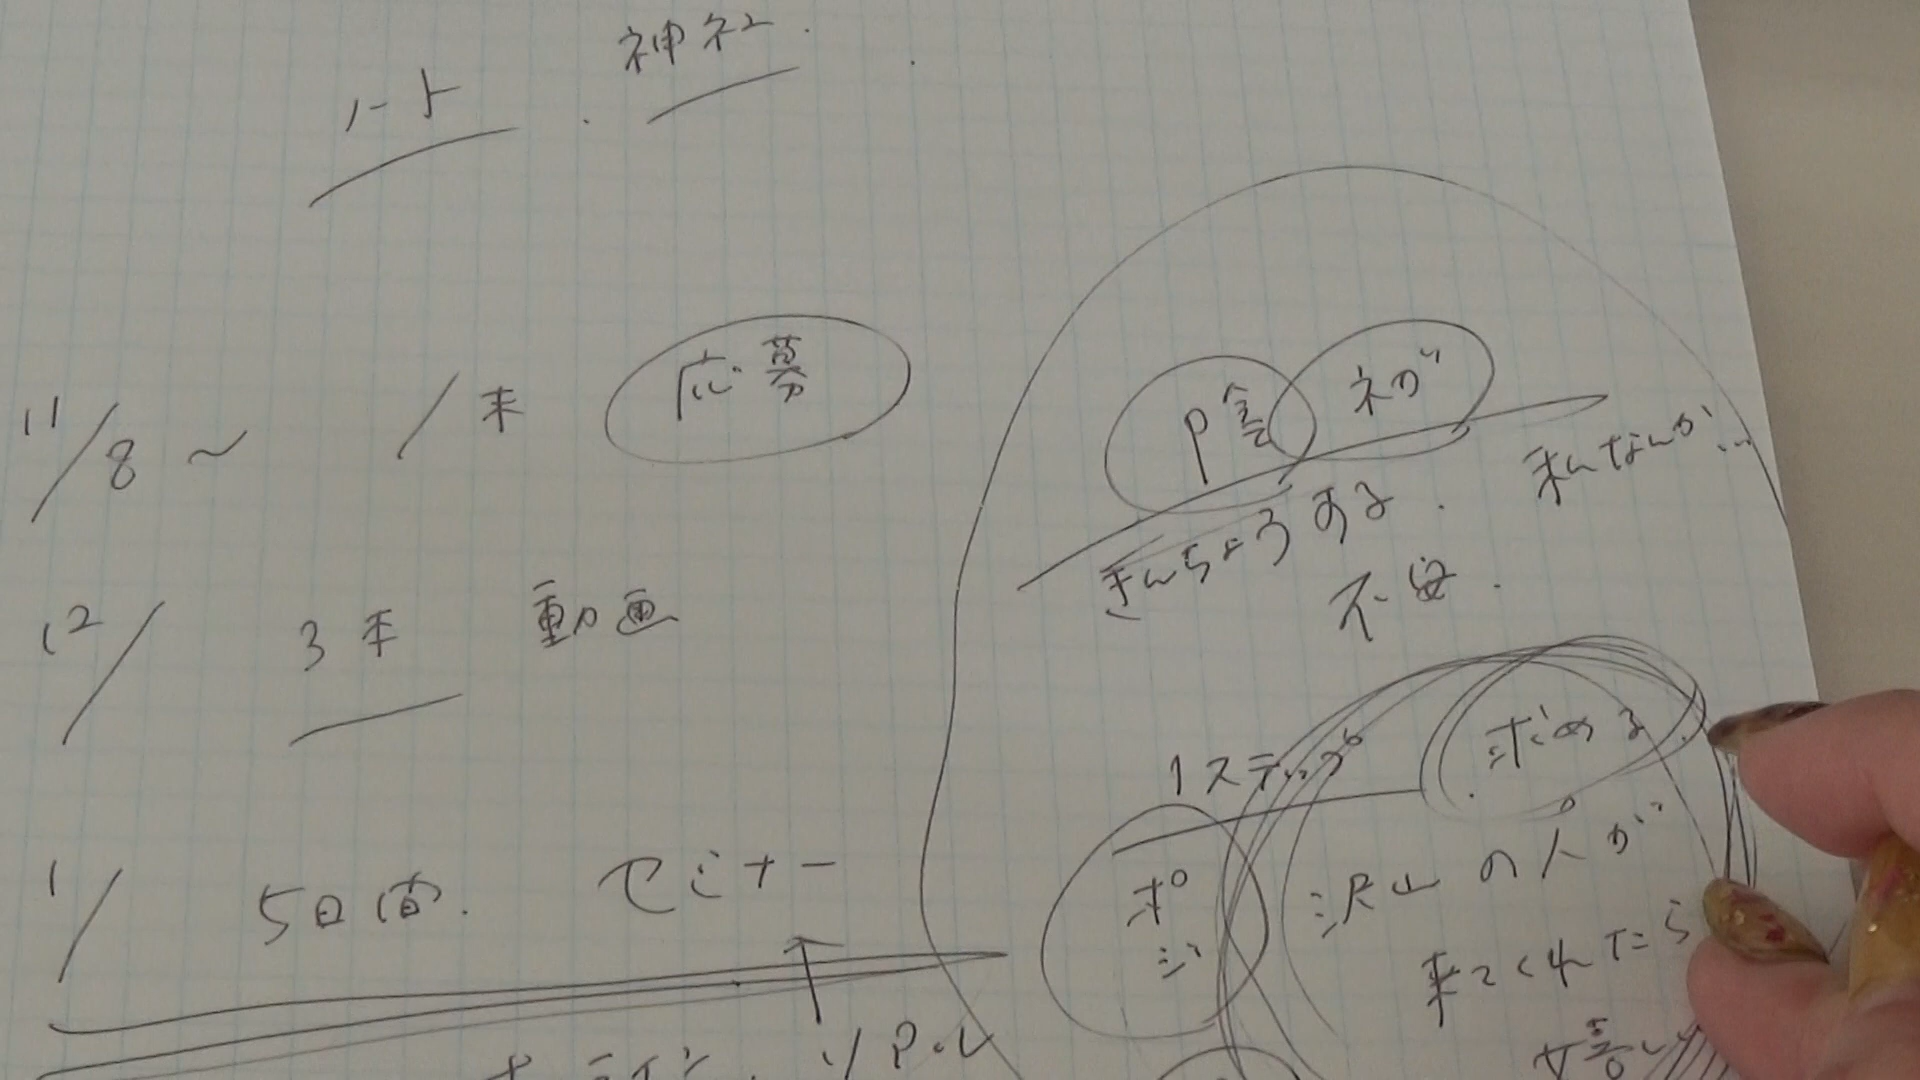 ノート
神社
11/8 〜 / 末 応募
12/ 3本 動画
1/ 5日間. セミナー
ネガ
きんちょうする.
私なんか…
不安.
1ステップ
求める
ポジ
沢山の人が
来てくれたら
嬉し